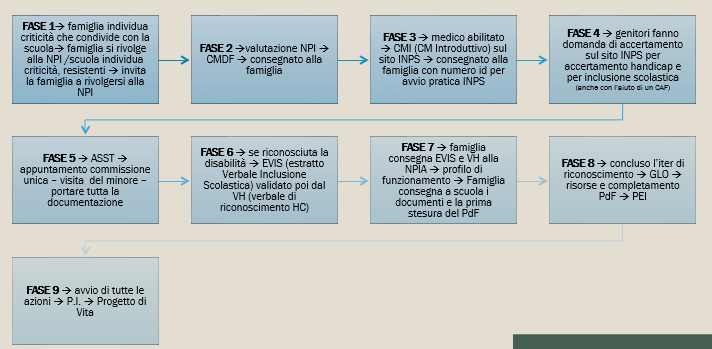 FASE 1→ famiglia individua
criticità che condivide con la
scuola→ famiglia si rivolge
alla NPI /scuola individua
criticità, resistenti → invita
la famiglia a rivolgersi alla
NPI
FASE 2 →valutazione NPI →
CMDF → consegnato alla
famiglia
FASE 3 → medico abilitato
→ CMI (CM Introduttivo) sul
sito INPS → consegnato alla
famiglia con numero id per
avvio pratica INPS
FASE 4 → genitori fanno
domanda di accertamento
sul sito INPS per
accertamento handicap e
per inclusione scolastica
(anche con l'aiuto di un CAF)
FASE 5 → ASST →
appuntamento commissione
unica – visita del minore –
portare tutta la
documentazione
FASE 6 → se riconosciuta la
disabilità → EVIS (estratto
Verbale Inclusione
Scolastica) validato poi dal
VH (verbale di
riconoscimento HC)
FASE 7 → famiglia
consegna EVIS e VH alla
NPIA → profilo di
funzionamento → Famiglia
consegna a scuola i
documenti e la prima
stesura del PdF
FASE 8 → concluso l'iter di
riconoscimento → GLO →
risorse e completamento
PdF → PEI
FASE 9 → avvio di tutte le
azioni → P.I. → Progetto di
Vita